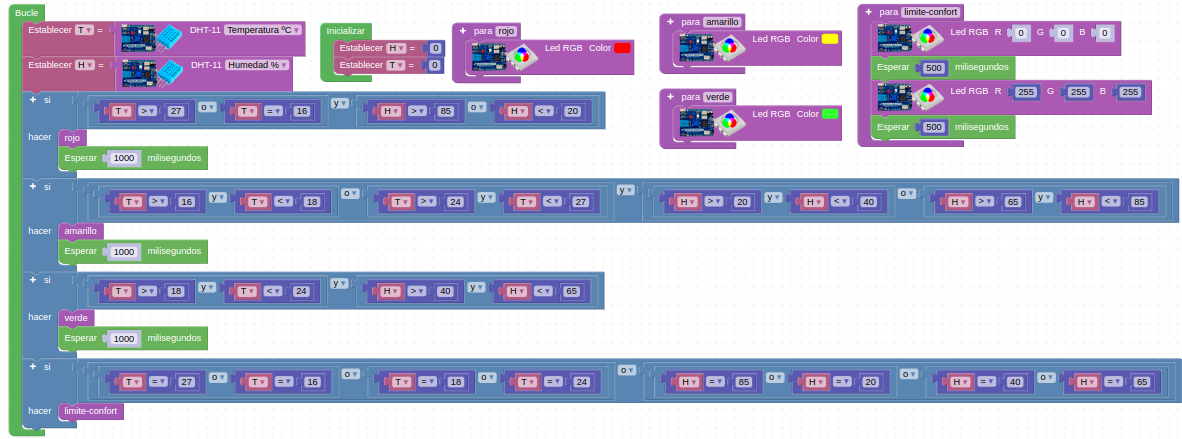 Bucle
Establecer T = DHT-11 Temperatura ºC
Establecer H = DHT-11 Humedad %
+ si T > 27 o T = 16 y H > 85 o H < 20
hacer rojo
Esperar 1000 milisegundos
+ si T > 16 y T < 18 o T > 24 y T < 27 y H > 20 y H < 40 o H > 65 y H < 85
hacer amarillo
Esperar 1000 milisegundos
+ si T > 18 y T < 24 y H > 40 y H < 65
hacer verde
Esperar 1000 milisegundos
+ si T = 27 o T = 16 o T = 18 o T = 24 o H = 85 o H = 20 o H = 40 o H = 65
hacer limite-confort
Inicializar
Establecer H = 0
Establecer T = 0
+ para rojo
Led RGB Color
+ para amarillo
Led RGB Color
+ para verde
Led RGB Color
+ para limite-confort
Led RGB R 0 G 0 B 0
Esperar 500 milisegundos
Led RGB R 255 G 255 B 255
Esperar 500 milisegundos